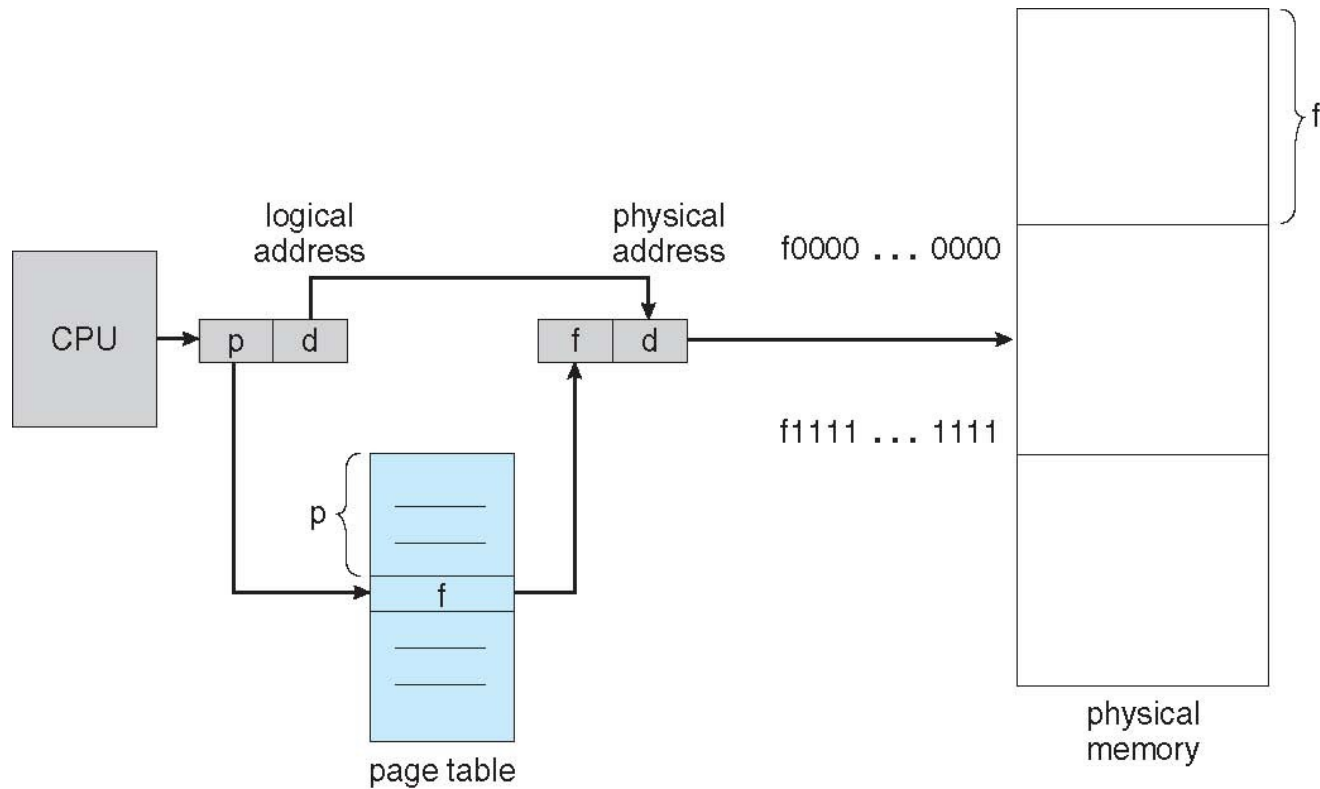 f
logical
address
physical
address
f0000 ... 0000
CPU
p d
f d
f1111 ... 1111
p
f
page table
physical
memory